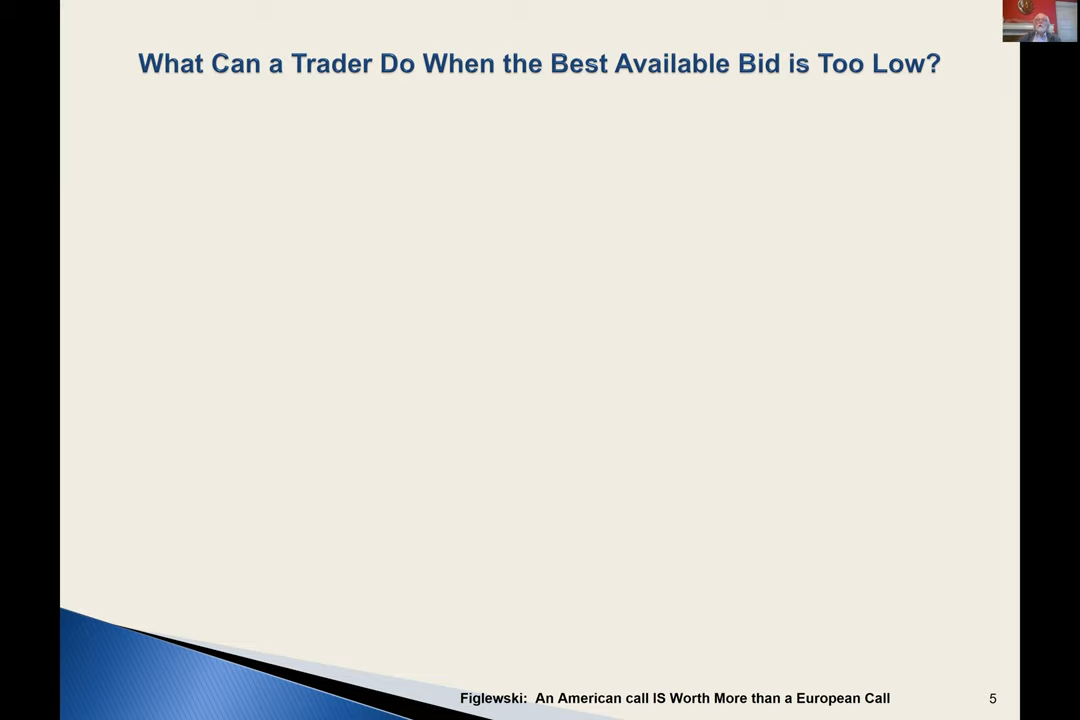 What Can a Trader Do When the Best Available Bid is Too Low?
Figlewski: An American call IS Worth More than a European Call
5